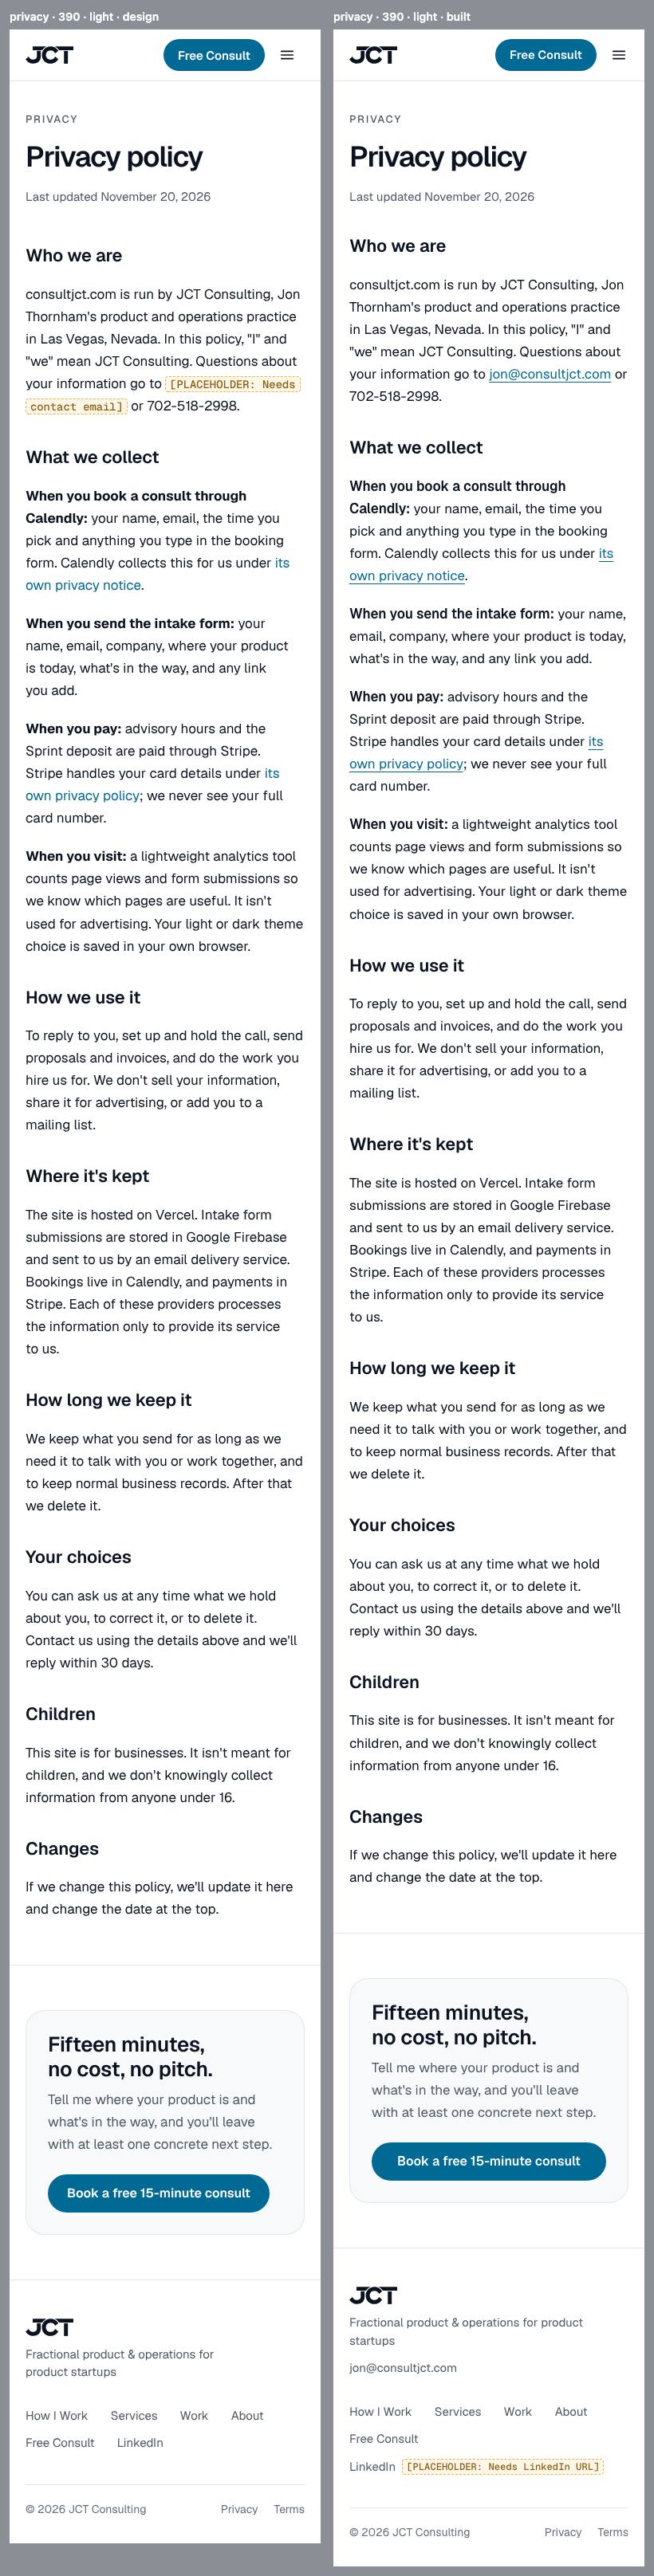 privacy · 390 · light · design
JCT
Free Consult
PRIVACY
Privacy policy
Last updated November 20, 2026
Who we are
consultjct.com is run by JCT Consulting, Jon
Thornham's product and operations practice
in Las Vegas, Nevada. In this policy, "I" and
"we" mean JCT Consulting. Questions about
your information go to [PLACEHOLDER: Needs
contact email] or 702-518-2998.
What we collect
When you book a consult through
Calendly: your name, email, the time you
pick and anything you type in the booking
form. Calendly collects this for us under its
own privacy notice.
When you send the intake form: your
name, email, company, where your product
is today, what's in the way, and any link
you add.
When you pay: advisory hours and the
Sprint deposit are paid through Stripe.
Stripe handles your card details under its
own privacy policy; we never see your full
card number.
When you visit: a lightweight analytics tool
counts page views and form submissions so
we know which pages are useful. It isn't
used for advertising. Your light or dark theme
choice is saved in your own browser.
How we use it
To reply to you, set up and hold the call, send
proposals and invoices, and do the work you
hire us for. We don't sell your information,
share it for advertising, or add you to a
mailing list.
Where it's kept
The site is hosted on Vercel. Intake form
submissions are stored in Google Firebase
and sent to us by an email delivery service.
Bookings live in Calendly, and payments in
Stripe. Each of these providers processes
the information only to provide its service
to us.
How long we keep it
We keep what you send for as long as we
need it to talk with you or work together, and
to keep normal business records. After that
we delete it.
Your choices
You can ask us at any time what we hold
about you, to correct it, or to delete it.
Contact us using the details above and we'll
reply within 30 days.
Children
This site is for businesses. It isn't meant for
children, and we don't knowingly collect
information from anyone under 16.
Changes
If we change this policy, we'll update it here
and change the date at the top.
Fifteen minutes,
no cost, no pitch.
Tell me where your product is and
what's in the way, and you'll leave
with at least one concrete next step.
Book a free 15-minute consult
JCT
Fractional product & operations for
product startups
How I Work Services Work About
Free Consult LinkedIn
© 2026 JCT Consulting Privacy Terms
privacy · 390 · light · built
JCT
Free Consult
PRIVACY
Privacy policy
Last updated November 20, 2026
Who we are
consultjct.com is run by JCT Consulting, Jon
Thornham's product and operations practice
in Las Vegas, Nevada. In this policy, "I" and
"we" mean JCT Consulting. Questions about
your information go to jon@consultjct.com or
702-518-2998.
What we collect
When you book a consult through
Calendly: your name, email, the time you
pick and anything you type in the booking
form. Calendly collects this for us under its
own privacy notice.
When you send the intake form: your name,
email, company, where your product is today,
what's in the way, and any link you add.
When you pay: advisory hours and the
Sprint deposit are paid through Stripe.
Stripe handles your card details under its
own privacy policy; we never see your full
card number.
When you visit: a lightweight analytics tool
counts page views and form submissions so
we know which pages are useful. It isn't
used for advertising. Your light or dark theme
choice is saved in your own browser.
How we use it
To reply to you, set up and hold the call, send
proposals and invoices, and do the work you
hire us for. We don't sell your information,
share it for advertising, or add you to a
mailing list.
Where it's kept
The site is hosted on Vercel. Intake form
submissions are stored in Google Firebase
and sent to us by an email delivery service.
Bookings live in Calendly, and payments in
Stripe. Each of these providers processes
the information only to provide its service
to us.
How long we keep it
We keep what you send for as long as we
need it to talk with you or work together, and
to keep normal business records. After that
we delete it.
Your choices
You can ask us at any time what we hold
about you, to correct it, or to delete it.
Contact us using the details above and we'll
reply within 30 days.
Children
This site is for businesses. It isn't meant for
children, and we don't knowingly collect
information from anyone under 16.
Changes
If we change this policy, we'll update it here
and change the date at the top.
Fifteen minutes,
no cost, no pitch.
Tell me where your product is and
what's in the way, and you'll leave
with at least one concrete next step.
Book a free 15-minute consult
JCT
Fractional product & operations for product
startups
jon@consultjct.com
How I Work Services Work About
Free Consult
LinkedIn [PLACEHOLDER: Needs LinkedIn URL]
© 2026 JCT Consulting Privacy Terms